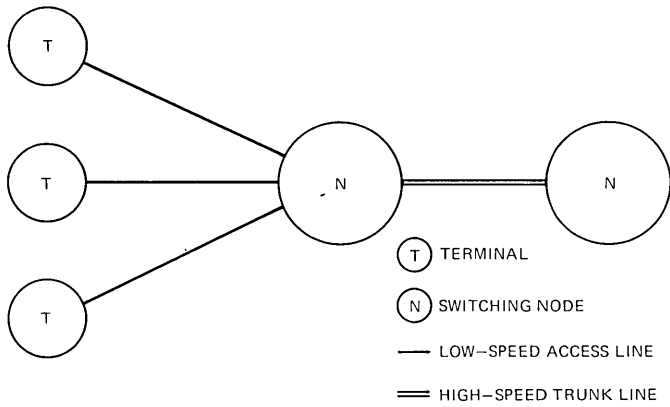 T
T
N
N
T
T TERMINAL
N SWITCHING NODE
LOW-SPEED ACCESS LINE
HIGH-SPEED TRUNK LINE